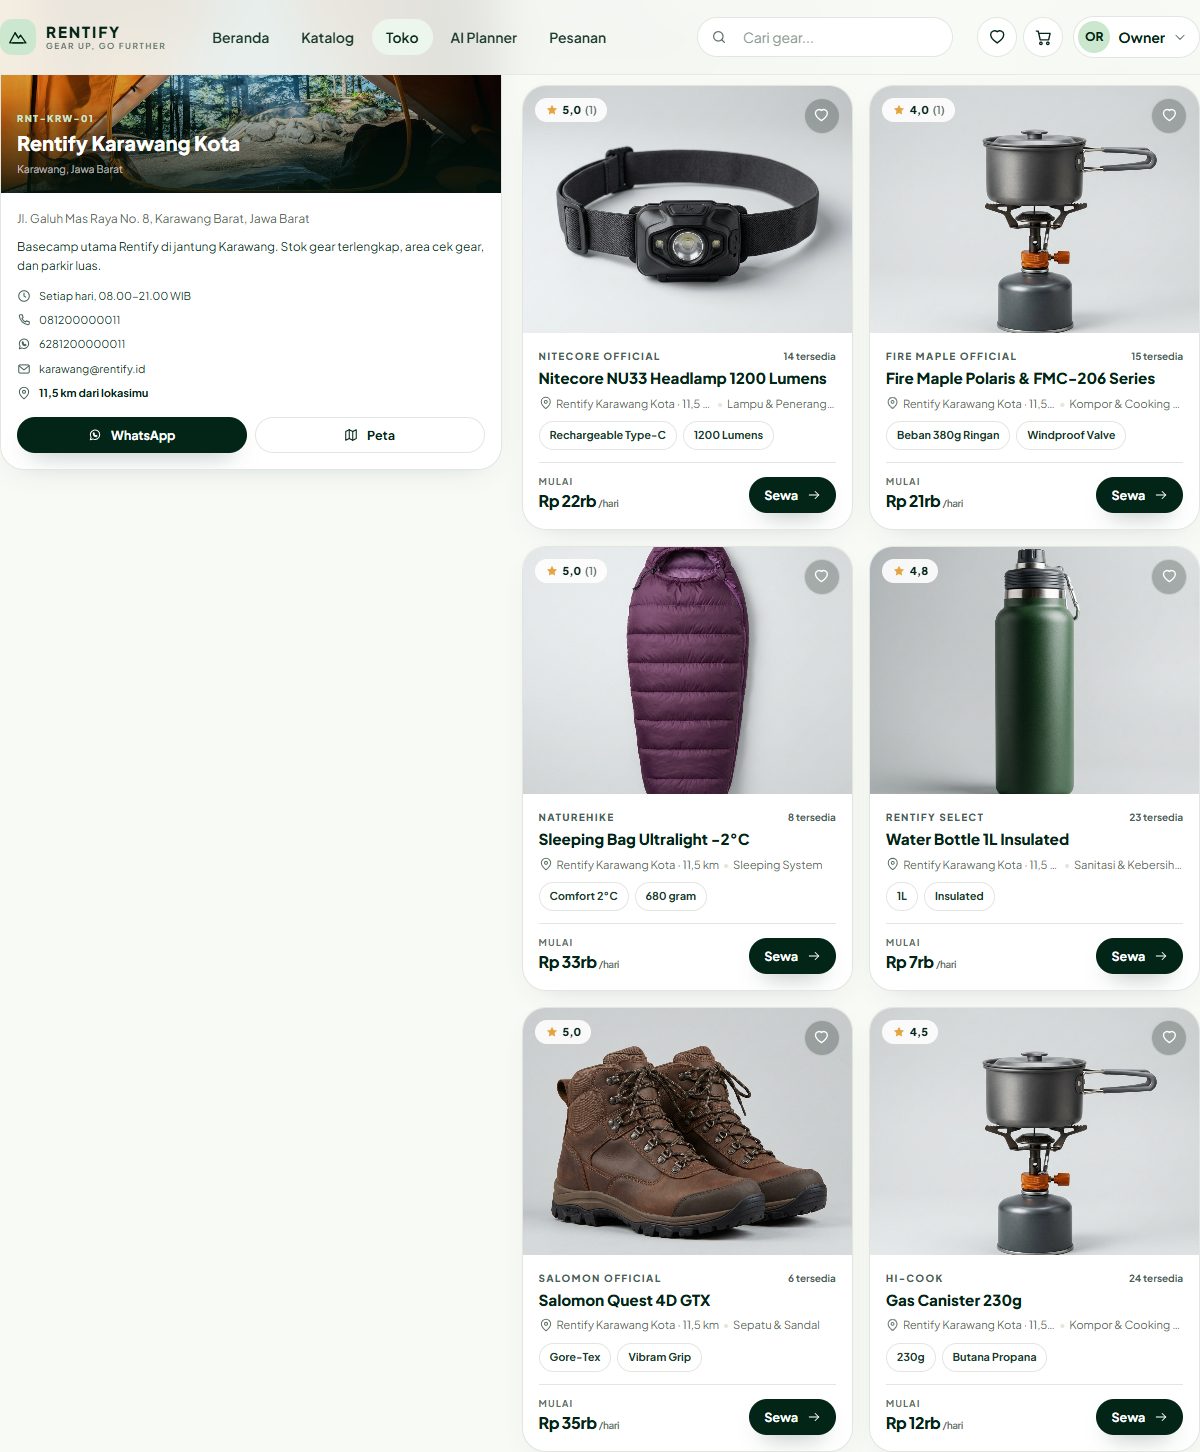 RENTIFY
GEAR UP, GO FURTHER
Beranda
Katalog
Toko
AI Planner
Pesanan
Cari gear...
OR
Owner
RNT-KRW-01
Rentify Karawang Kota
Karawang, Jawa Barat
Jl. Galuh Mas Raya No. 8, Karawang Barat, Jawa Barat
Basecamp utama Rentify di jantung Karawang. Stok gear terlengkap, area cek gear,
dan parkir luas.
Setiap hari, 08.00–21.00 WIB
081200000011
6281200000011
karawang@rentify.id
11,5 km dari lokasimu
WhatsApp
Peta
5,0 (1)
NITECORE OFFICIAL
14 tersedia
Nitecore NU33 Headlamp 1200 Lumens
Rentify Karawang Kota · 11,5 ... • Lampu & Penerang...
Rechargeable Type-C
1200 Lumens
MULAI
Rp 22rb /hari
Sewa
4,0 (1)
FIRE MAPLE OFFICIAL
15 tersedia
Fire Maple Polaris & FMC-206 Series
Rentify Karawang Kota · 11,5... • Kompor & Cooking ...
Beban 380g Ringan
Windproof Valve
MULAI
Rp 21rb /hari
Sewa
5,0 (1)
NATUREHIKE
8 tersedia
Sleeping Bag Ultralight -2°C
Rentify Karawang Kota · 11,5 km • Sleeping System
Comfort 2°C
680 gram
MULAI
Rp 33rb /hari
Sewa
4,8
RENTIFY SELECT
23 tersedia
Water Bottle 1L Insulated
Rentify Karawang Kota · 11,5 ... • Sanitasi & Kebersih...
1L
Insulated
MULAI
Rp 7rb /hari
Sewa
5,0
SALOMON OFFICIAL
6 tersedia
Salomon Quest 4D GTX
Rentify Karawang Kota · 11,5 km • Sepatu & Sandal
Gore-Tex
Vibram Grip
MULAI
Rp 35rb /hari
Sewa
4,5
HI-COOK
24 tersedia
Gas Canister 230g
Rentify Karawang Kota · 11,5... • Kompor & Cooking ...
230g
Butana Propana
MULAI
Rp 12rb /hari
Sewa